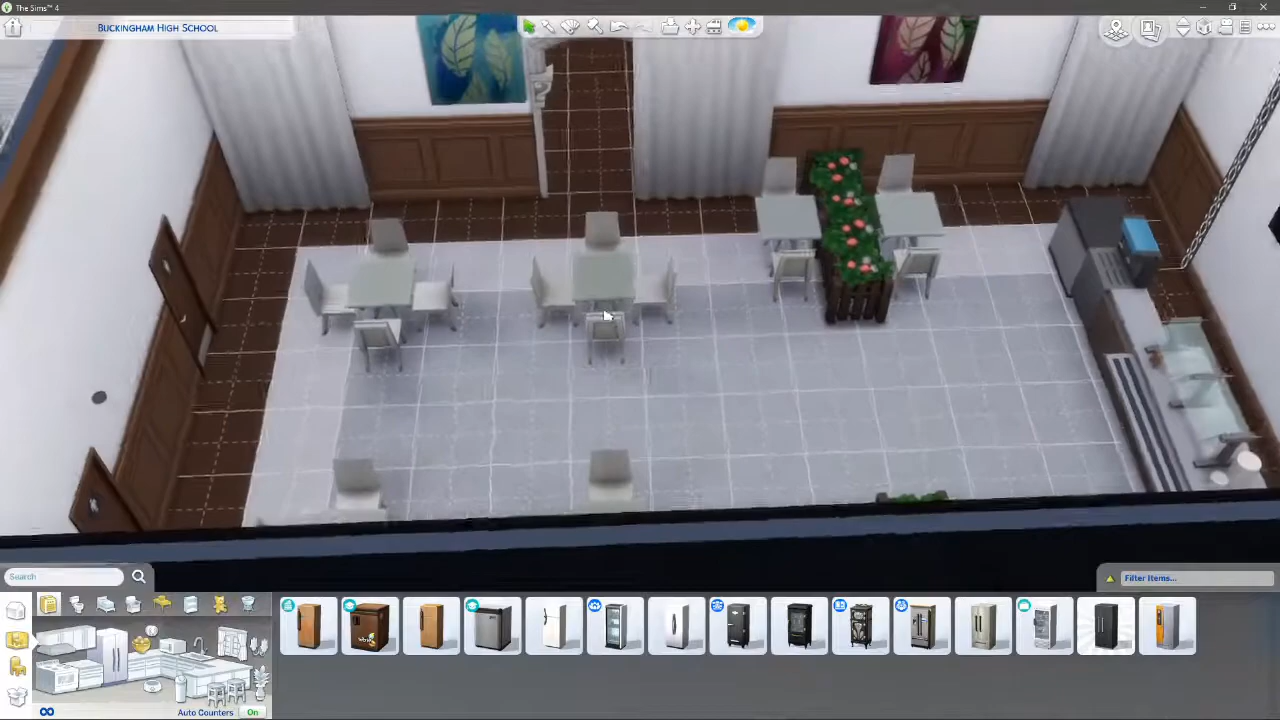 The Sims™ 4
BUCKINGHAM HIGH SCHOOL
Search
Filter Items...
Auto Counters
On